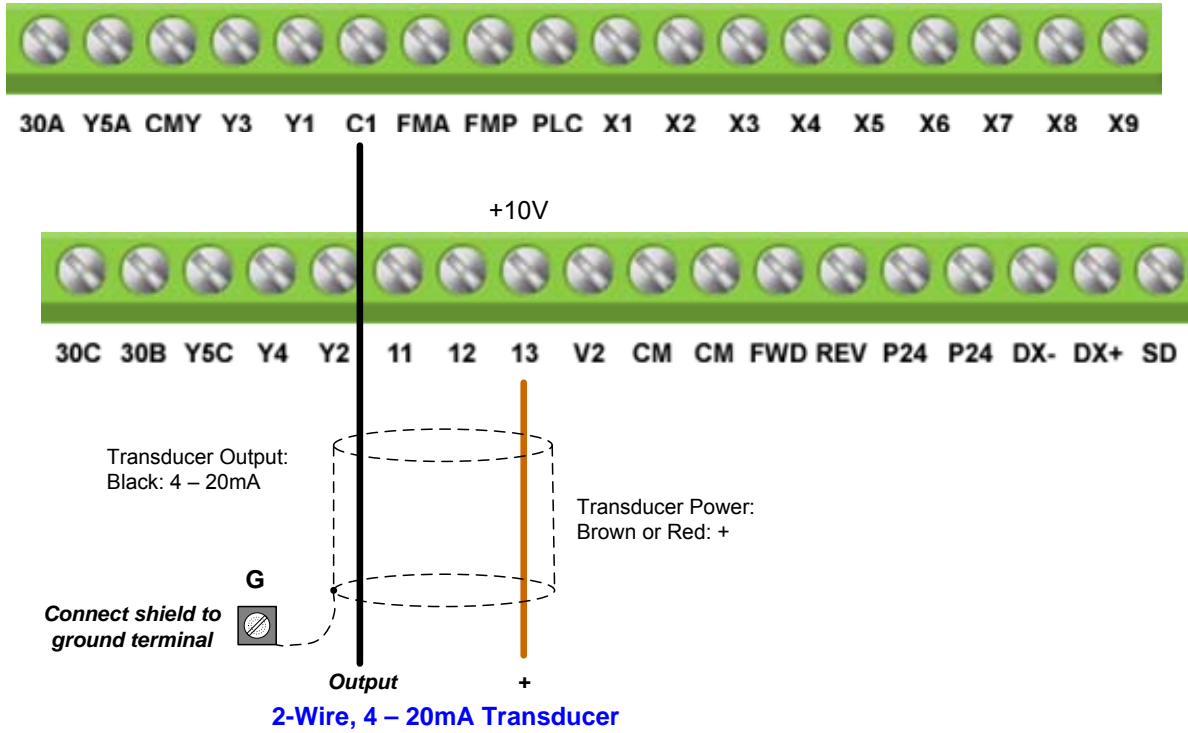 30A Y5A CMY Y3 Y1 C1 FMA FMP PLC X1 X2 X3 X4 X5 X6 X7 X8 X9
+10V
30C 30B Y5C Y4 Y2 11 12 13 V2 CM CM FWD REV P24 P24 DX- DX+ SD
Transducer Output:
Black: 4 – 20mA
Transducer Power:
Brown or Red: +
G
Connect shield to
ground terminal
Output +
2-Wire, 4 – 20mA Transducer